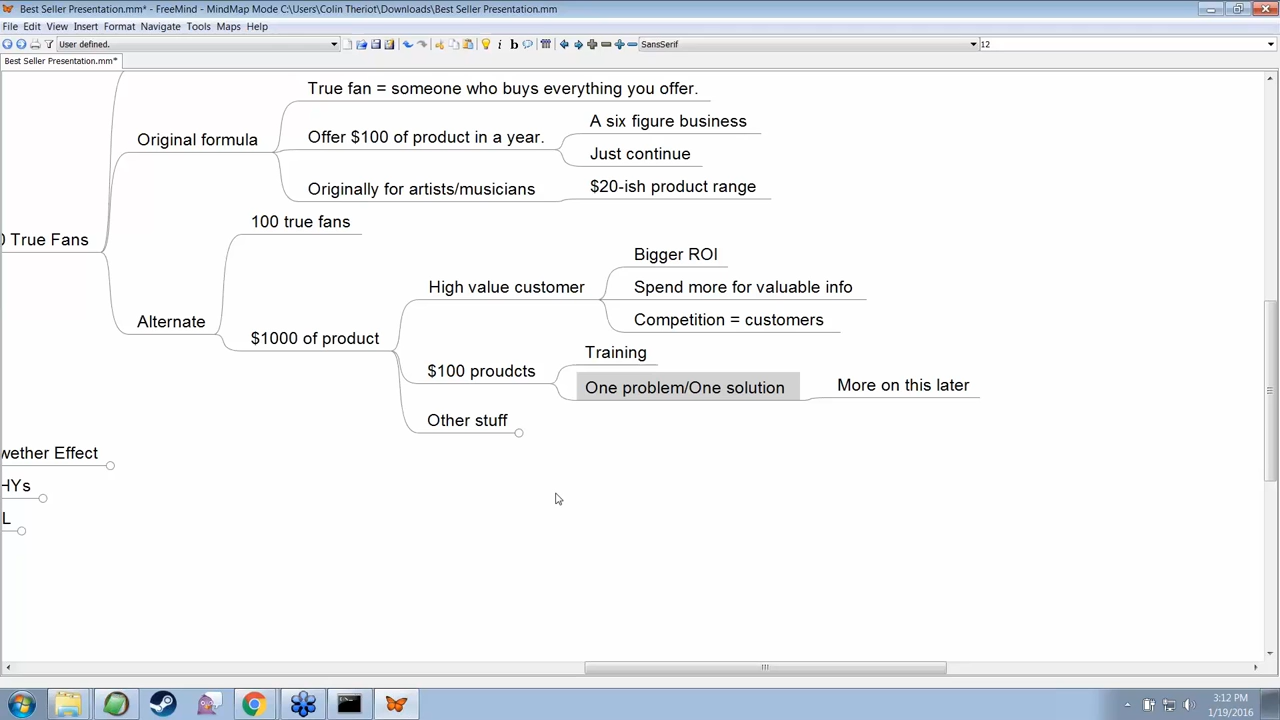 Best Seller Presentation.mm* - FreeMind - MindMap Mode C:\Users\Colin Theriot\Downloads\Best Seller Presentation.mm
File Edit View Insert Format Navigate Tools Maps Help
User defined.
SansSerif
12
Best Seller Presentation.mm*
True fan = someone who buys everything you offer.
Original formula
Offer $100 of product in a year.
A six figure business
Just continue
Originally for artists/musicians
$20-ish product range
0 True Fans
100 true fans
Alternate
$1000 of product
High value customer
Bigger ROI
Spend more for valuable info
Competition = customers
$100 proudcts
Training
One problem/One solution
More on this later
Other stuff
wether Effect
HYs
L
3:12 PM
1/19/2016